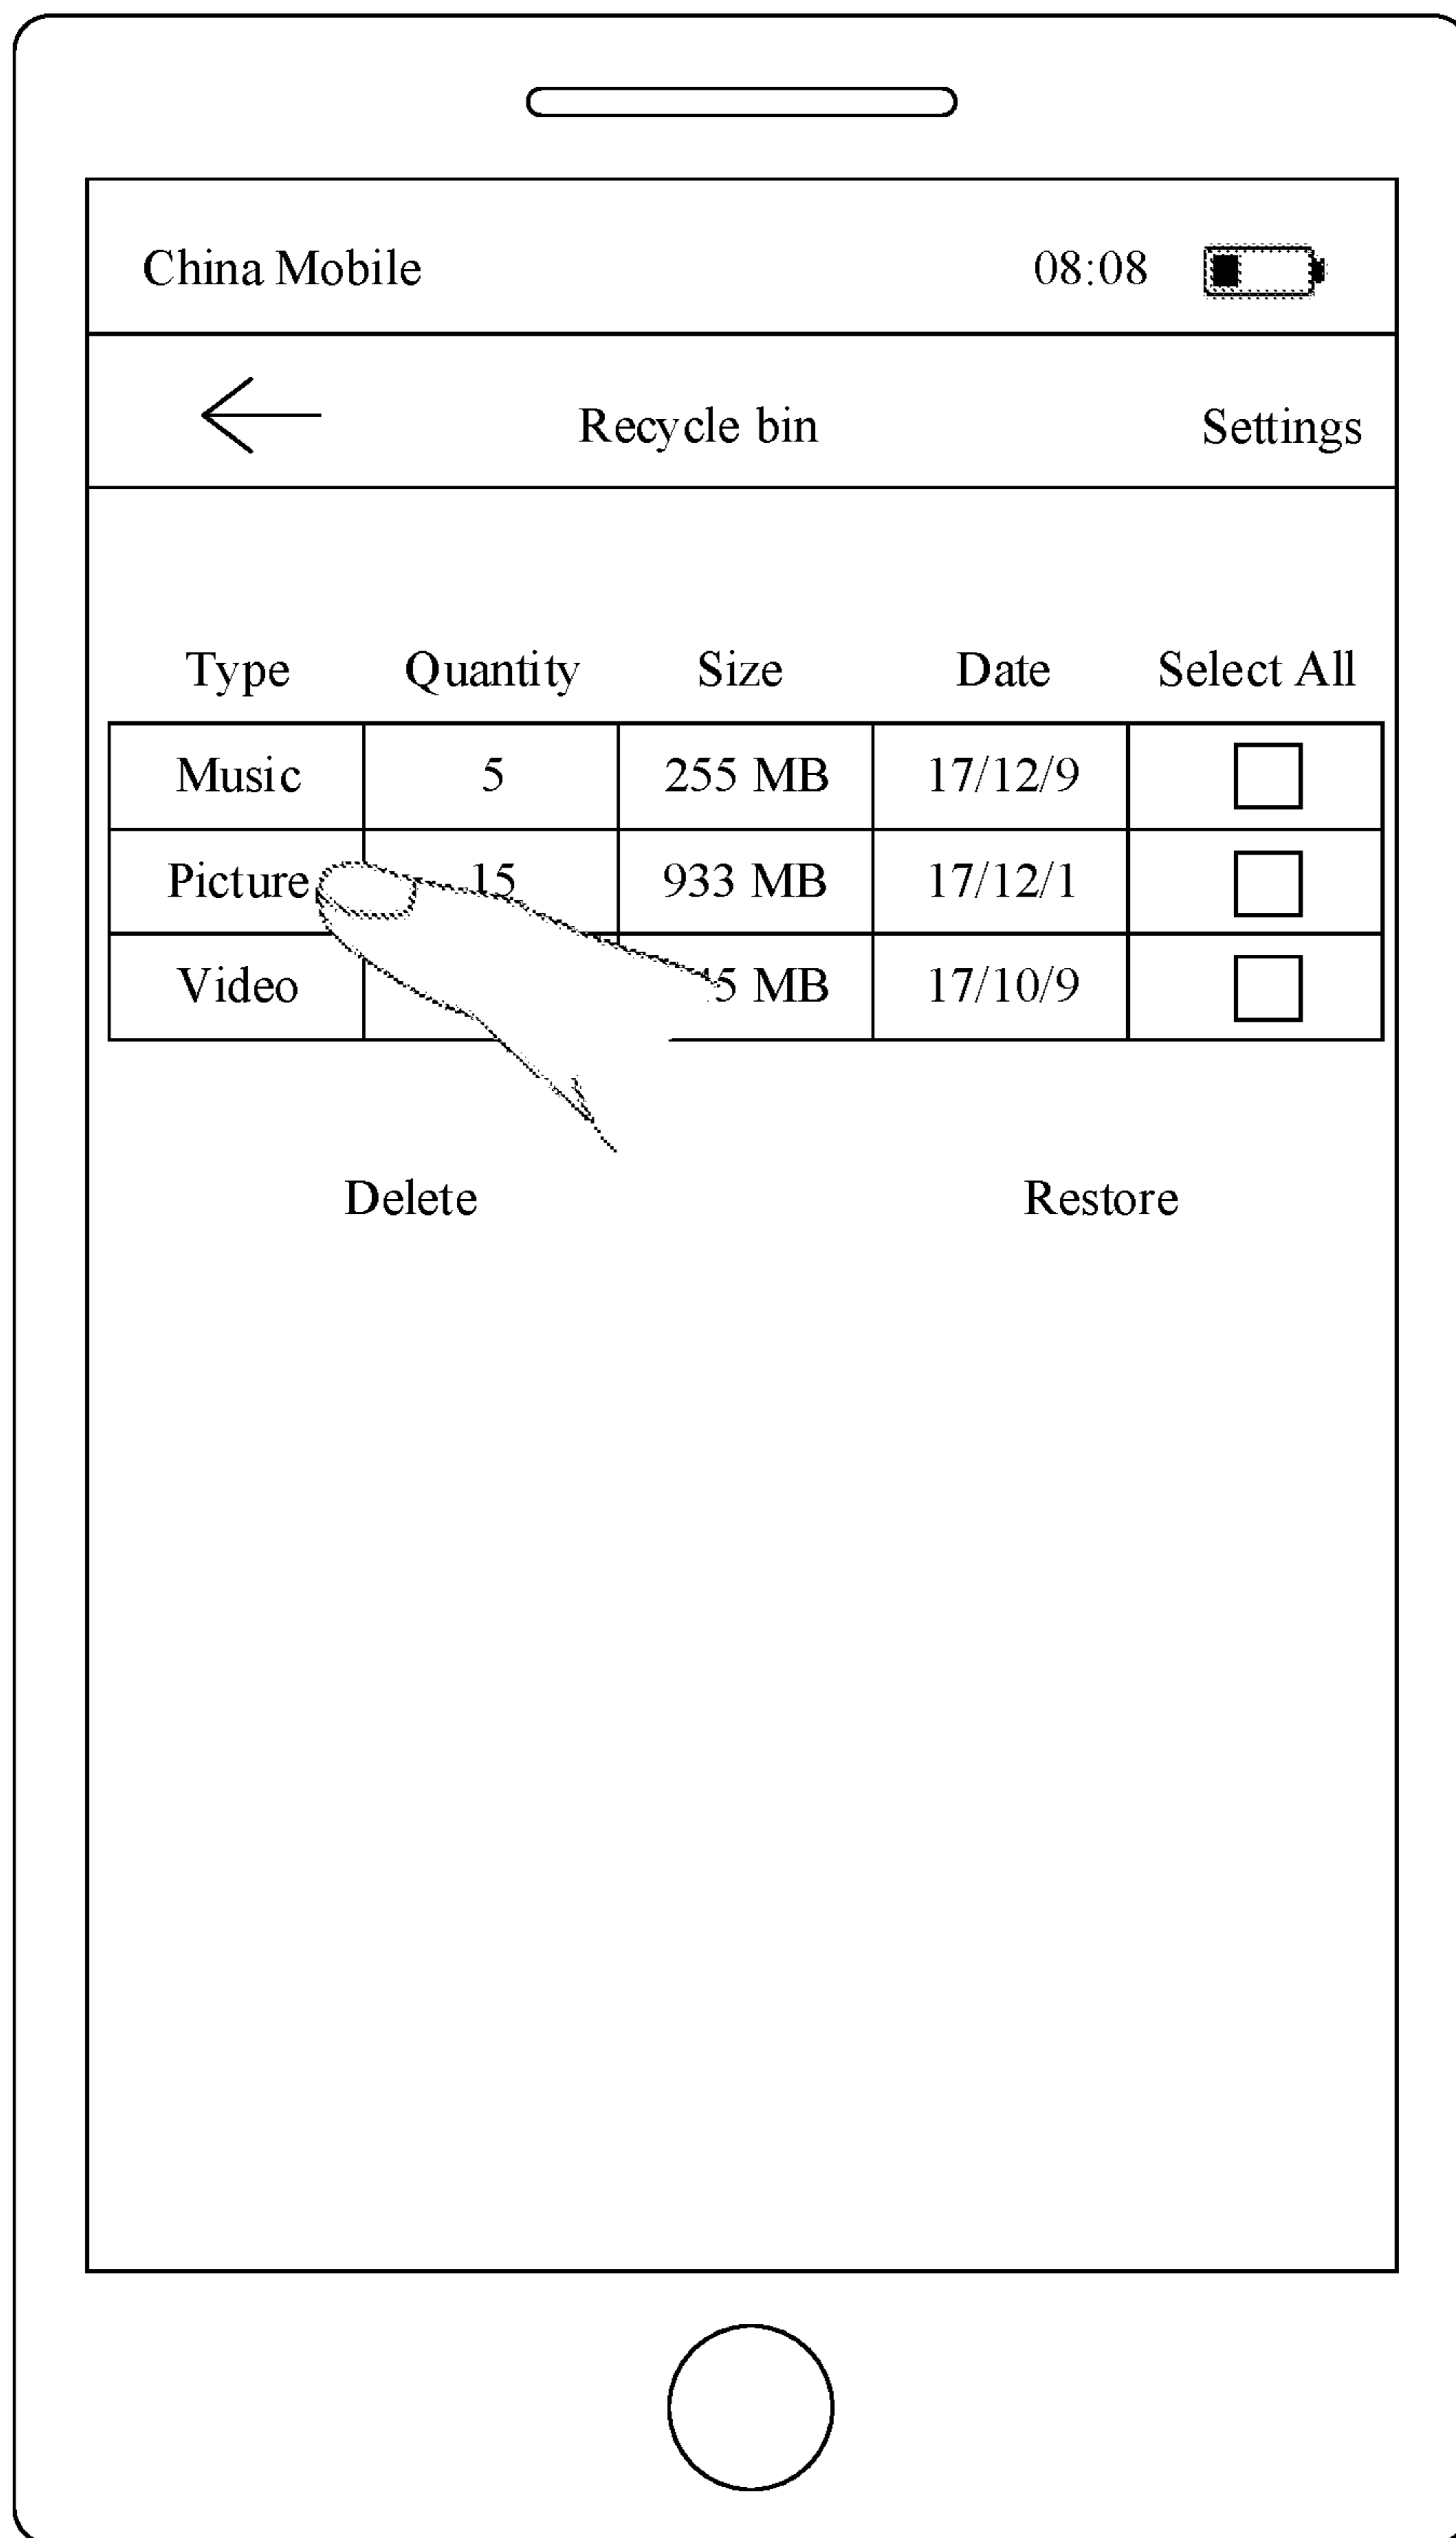 China Mobile 08:08
Recycle bin Settings
Type Quantity Size Date Select All
Music 5 255 MB 17/12/9
Picture 15 933 MB 17/12/1
Video MB 17/10/9
Delete Restore